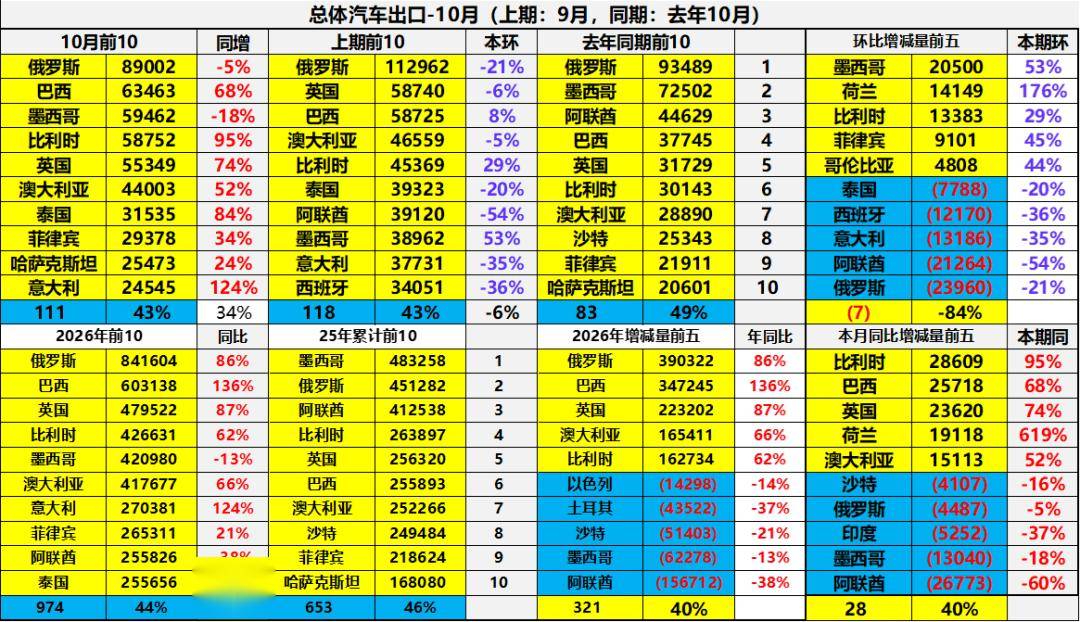 总体汽车出口-10月（上期：9月，同期：去年10月）
10月前10 同增 上期前10 本环 去年同期前10 环比增减量前五 本期环
俄罗斯 89002 -5% 俄罗斯 112962 -21% 俄罗斯 93489 1 墨西哥 20500 53%
巴西 63463 68% 英国 58740 -6% 墨西哥 72502 2 荷兰 14149 176%
墨西哥 59462 -18% 巴西 58725 8% 阿联酋 44629 3 比利时 13383 29%
比利时 58752 95% 澳大利亚 46559 -5% 巴西 37745 4 菲律宾 9101 45%
英国 55349 74% 比利时 45369 29% 英国 31729 5 哥伦比亚 4808 44%
澳大利亚 44003 52% 泰国 39323 -20% 比利时 30143 6 泰国 (7788) -20%
泰国 31535 84% 阿联酋 39120 -54% 澳大利亚 28890 7 西班牙 (12170) -36%
菲律宾 29378 34% 墨西哥 38962 53% 沙特 25343 8 意大利 (13186) -35%
哈萨克斯坦 25473 24% 意大利 37731 -35% 菲律宾 21911 9 阿联酋 (21264) -54%
意大利 24545 124% 西班牙 34051 -36% 哈萨克斯坦 20601 10 俄罗斯 (23960) -21%
111 43% 34% 118 43% -6% 83 49% (7) -84%
2026年前10 同比 25年累计前10 2026年增减量前五 年同比 本月同比增减量前五 本期同
俄罗斯 841604 86% 墨西哥 483258 1 俄罗斯 390322 86% 比利时 28609 95%
巴西 603138 136% 俄罗斯 451282 2 巴西 347245 136% 巴西 25718 68%
英国 479522 87% 阿联酋 412538 3 英国 223202 87% 英国 23620 74%
比利时 426631 62% 比利时 263897 4 澳大利亚 165411 66% 荷兰 19118 619%
墨西哥 420980 -13% 英国 256320 5 比利时 162734 62% 澳大利亚 15113 52%
澳大利亚 417677 66% 巴西 255893 6 以色列 (14298) -14% 沙特 (4107) -16%
意大利 270381 124% 澳大利亚 252266 7 土耳其 (43522) -37% 俄罗斯 (4487) -5%
菲律宾 265311 21% 沙特 249484 8 沙特 (51403) -21% 印度 (5252) -37%
阿联酋 255826 -38% 菲律宾 218624 9 墨西哥 (62278) -13% 墨西哥 (13040) -18%
泰国 255656 哈萨克斯坦 168080 10 阿联酋 (156712) -38% 阿联酋 (26773) -60%
974 44% 653 46% 321 40% 28 40%